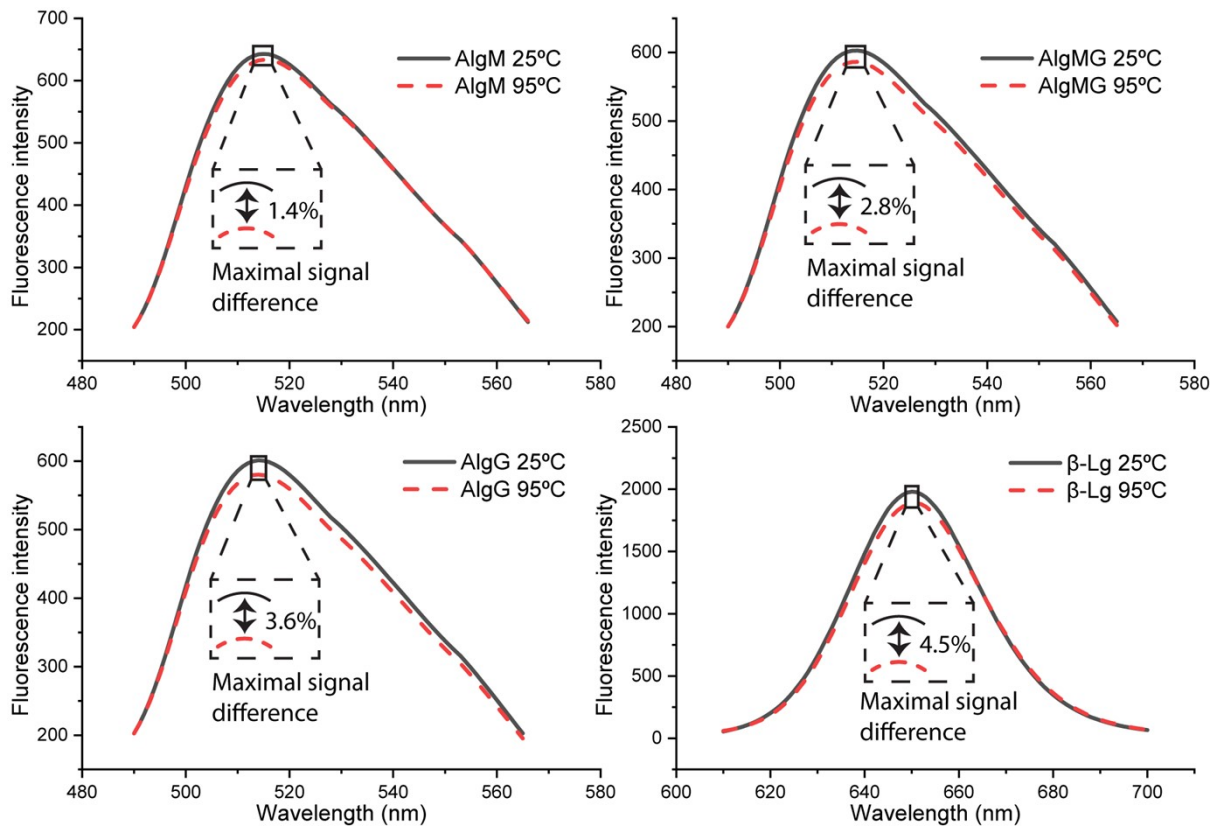 700
600
500
400
300
200
Fluorescence intensity
AlgM 25ºC
AlgM 95ºC
1.4%
Maximal signal
difference
480 500 520 540 560 580
Wavelength (nm)
600
500
400
300
200
Fluorescence intensity
AlgMG 25ºC
AlgMG 95ºC
2.8%
Maximal signal
difference
480 500 520 540 560 580
Wavelength (nm)
600
500
400
300
200
Fluorescence intensity
AlgG 25ºC
AlgG 95ºC
3.6%
Maximal signal
difference
480 500 520 540 560 580
Wavelength (nm)
2500
2000
1500
1000
500
0
Fluorescence intensity
β-Lg 25ºC
β-Lg 95ºC
4.5%
Maximal signal
difference
600 620 640 660 680 700
Wavelength (nm)